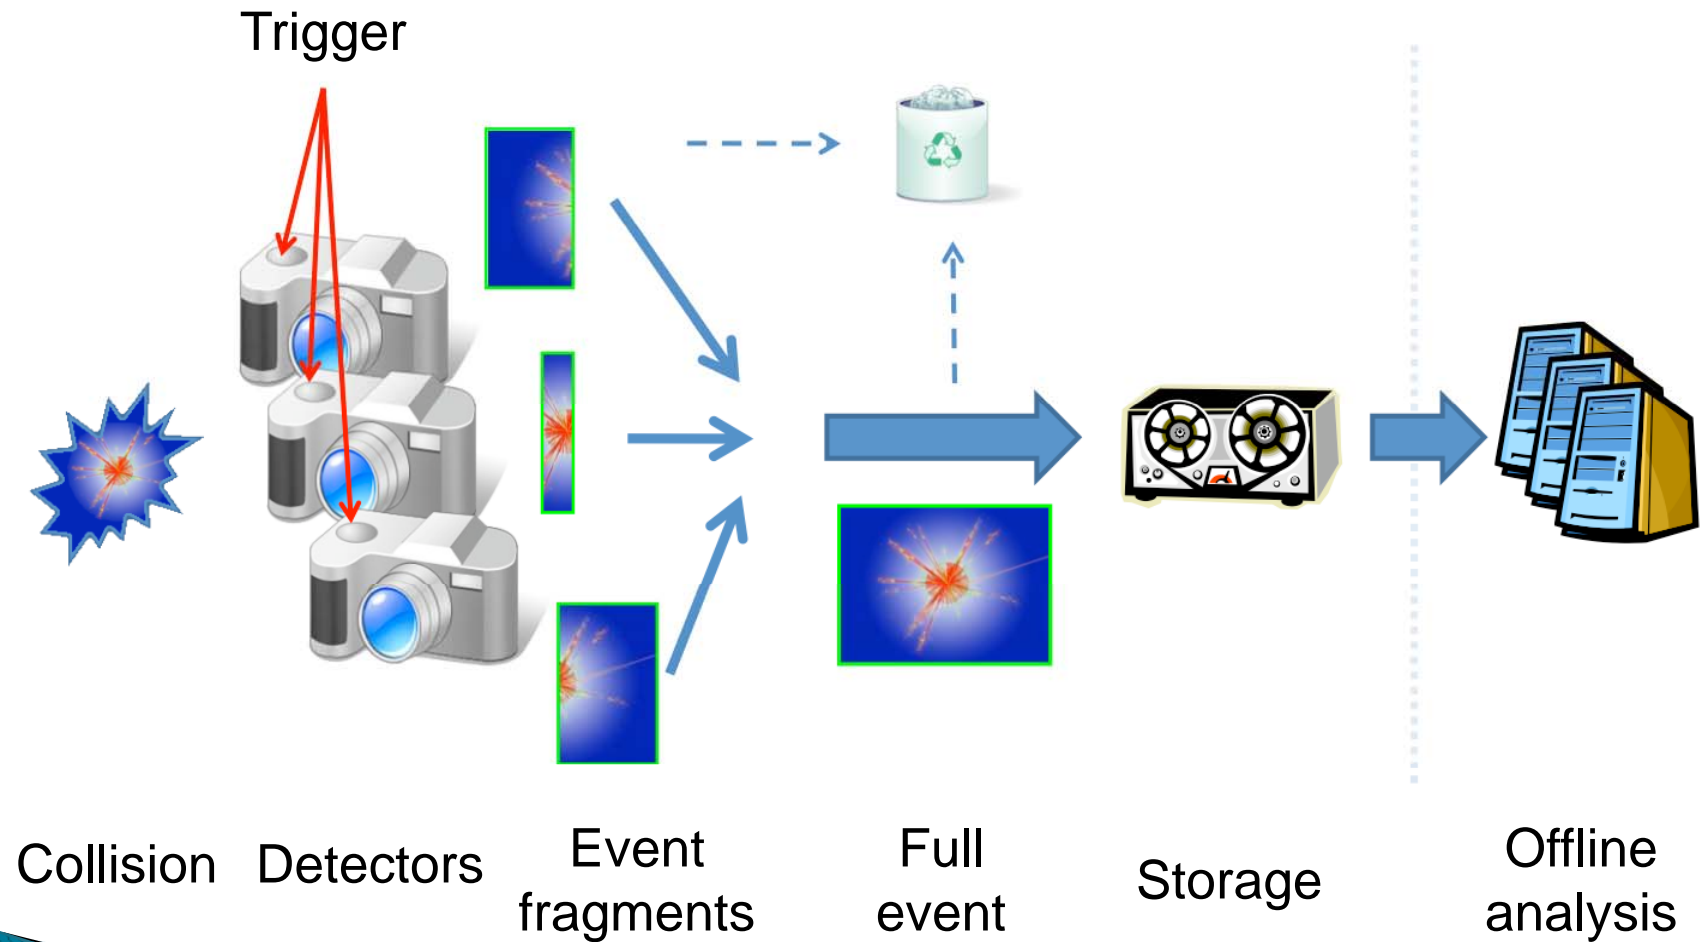 Trigger
Collision
Detectors
Event
fragments
Full
event
Storage
Offline
analysis